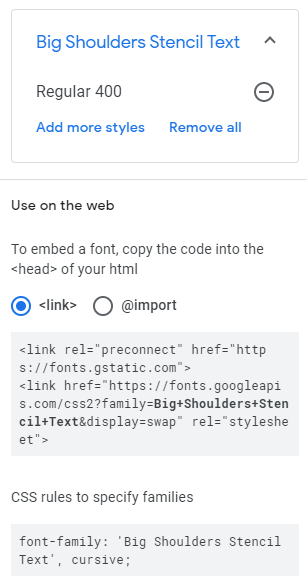 Big Shoulders Stencil Text
Regular 400
Add more styles Remove all
Use on the web
To embed a font, copy the code into the
<head> of your html
<link> @import
<link rel="preconnect" href="http
s://fonts.gstatic.com">
<link href="https://fonts.googleapi
s.com/css2?family=Big+Shoulders+Sten
cil+Text&display=swap" rel="styleshe
et">
CSS rules to specify families
font-family: 'Big Shoulders Stencil
Text', cursive;